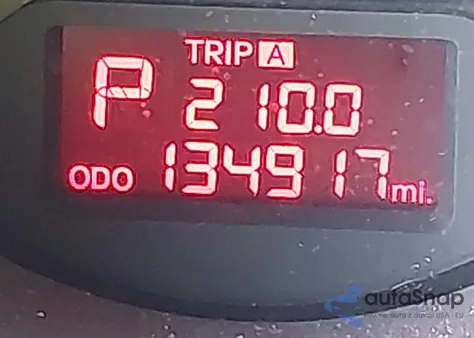 TRIP A
P 210.0
ODO 134917 mi.
autoSnap